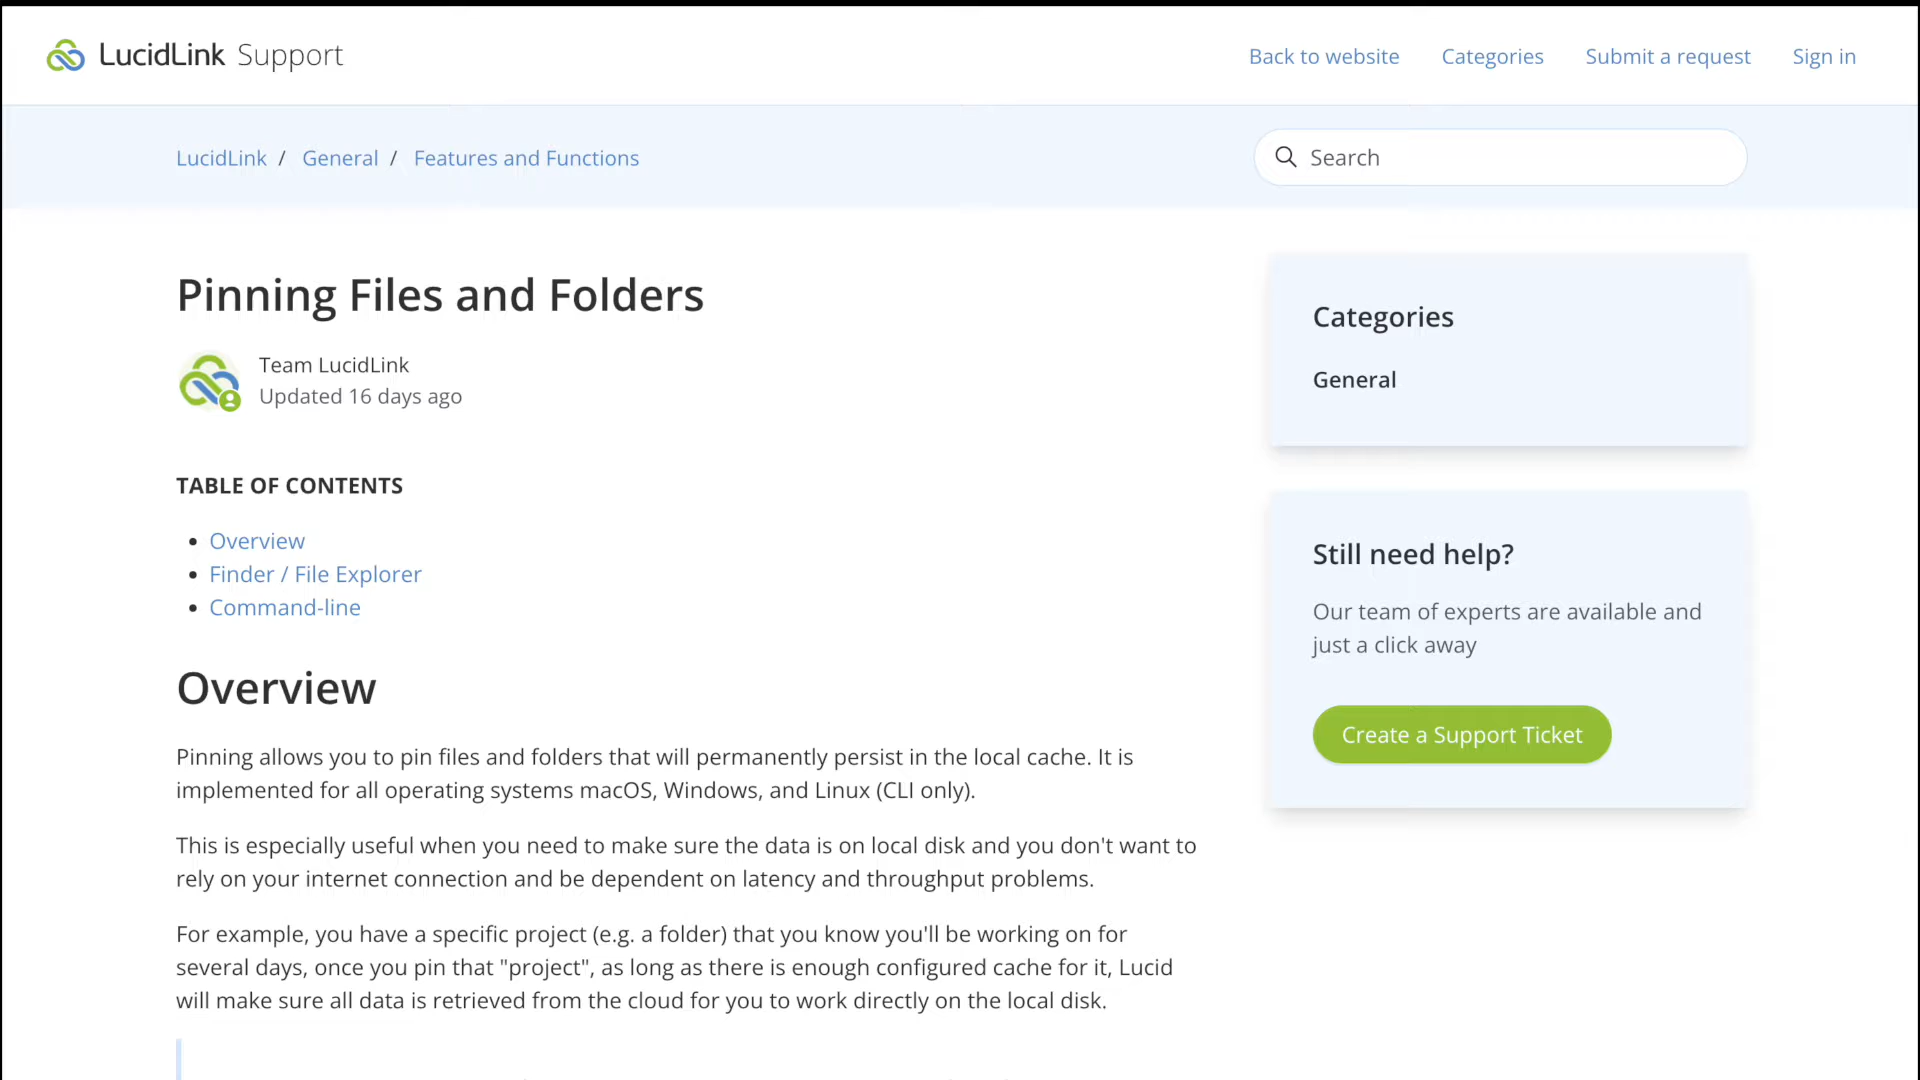 LucidLink Support
Back to website
Categories
Submit a request
Sign in
LucidLink / General / Features and Functions
Search
Pinning Files and Folders
Team LucidLink
Updated 16 days ago
TABLE OF CONTENTS
Overview
Finder / File Explorer
Command-line
Overview
Pinning allows you to pin files and folders that will permanently persist in the local cache. It is
implemented for all operating systems macOS, Windows, and Linux (CLI only).
This is especially useful when you need to make sure the data is on local disk and you don't want to
rely on your internet connection and be dependent on latency and throughput problems.
For example, you have a specific project (e.g. a folder) that you know you'll be working on for
several days, once you pin that "project", as long as there is enough configured cache for it, Lucid
will make sure all data is retrieved from the cloud for you to work directly on the local disk.
Categories
General
Still need help?
Our team of experts are available and
just a click away
Create a Support Ticket